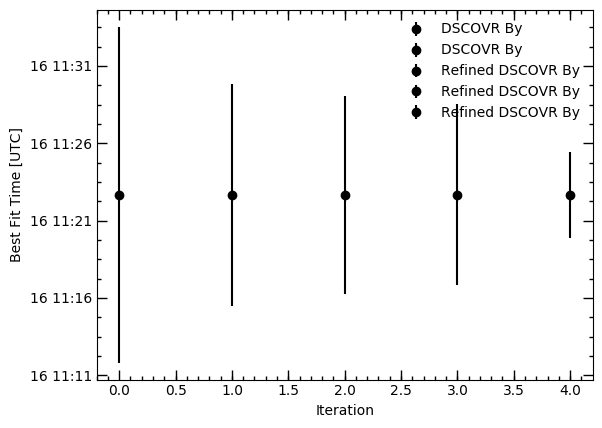 DSCOVR By
DSCOVR By
Refined DSCOVR By
Refined DSCOVR By
Refined DSCOVR By
16 11:31
16 11:26
16 11:21
16 11:16
16 11:11
Best Fit Time [UTC]
0.0 0.5 1.0 1.5 2.0 2.5 3.0 3.5 4.0
Iteration